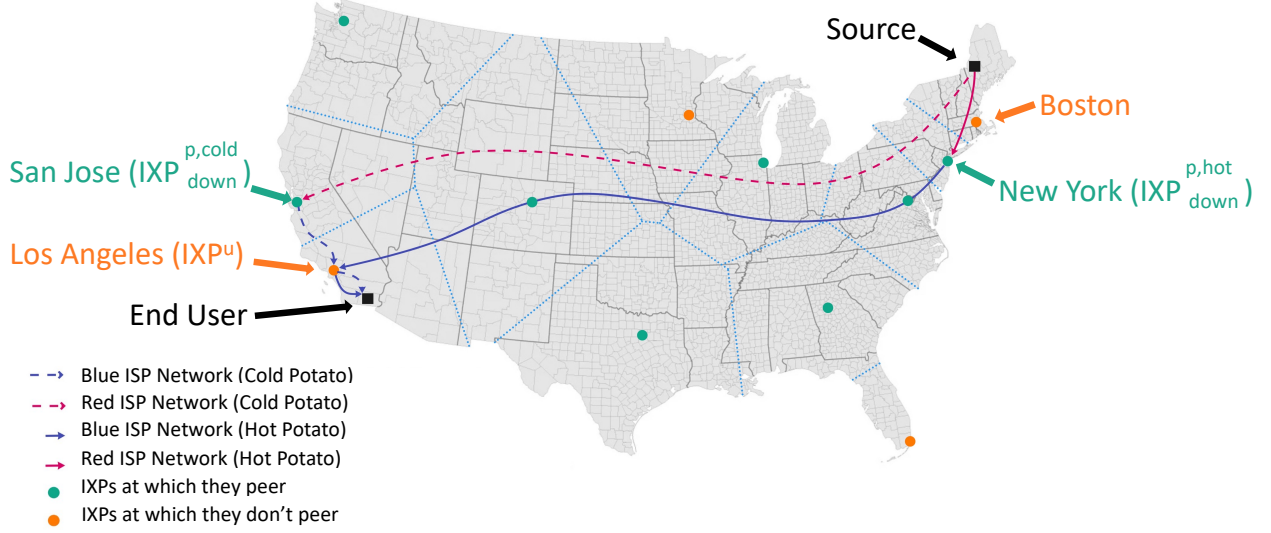 Source
Boston
San Jose (IXP p,cold down)
New York (IXP p,hot down)
Los Angeles (IXPᵘ)
End User
Blue ISP Network (Cold Potato)
Red ISP Network (Cold Potato)
Blue ISP Network (Hot Potato)
Red ISP Network (Hot Potato)
IXPs at which they peer
IXPs at which they don't peer